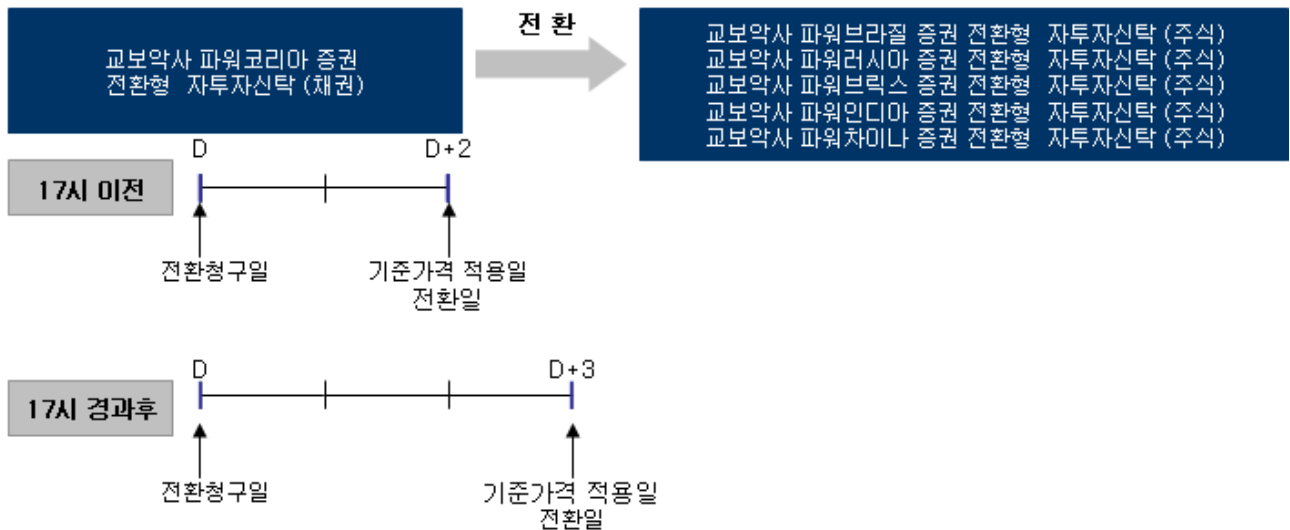 교보악사 파워코리아 증권
전환형 자투자신탁 (채권)
전 환
교보악사 파워브라질 증권 전환형 자투자신탁 (주식)
교보악사 파워러시아 증권 전환형 자투자신탁 (주식)
교보악사 파워브릭스 증권 전환형 자투자신탁 (주식)
교보악사 파워인디아 증권 전환형 자투자신탁 (주식)
교보악사 파워차이나 증권 전환형 자투자신탁 (주식)
D D+2
17시 이전
전환청구일 기준가격 적용일
전환일
D D+3
17시 경과후
전환청구일 기준가격 적용일
전환일